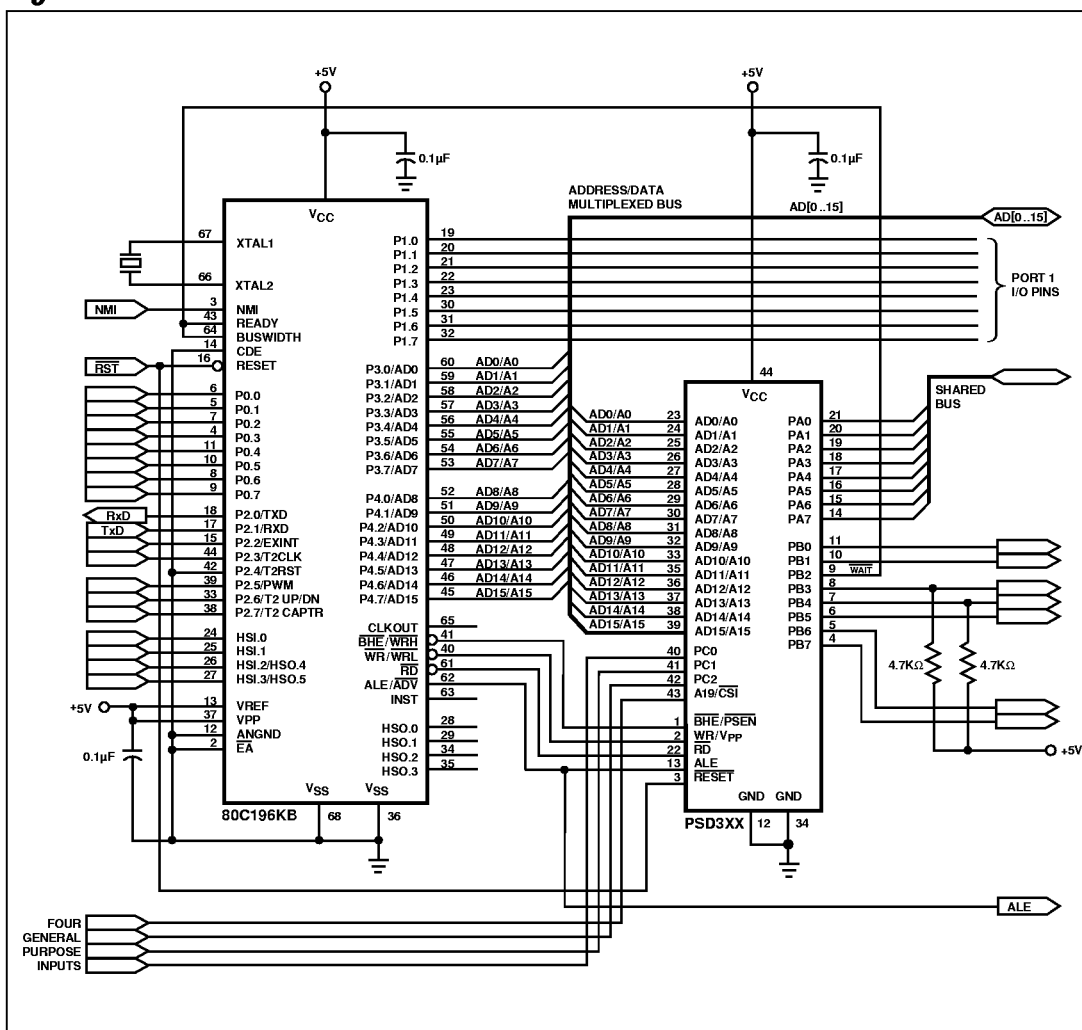 +5V
+5V
0.1µF
0.1µF
ADDRESS/DATA
MULTIPLEXED BUS
AD[0..15]
AD[0..15]
VCC
67 XTAL1
66 XTAL2
3 NMI
43 READY
64 BUSWIDTH
14 CDE
16 RESET
NMI
RST
6 P0.0
5 P0.1
7 P0.2
4 P0.3
11 P0.4
10 P0.5
8 P0.6
9 P0.7
RxD
TxD
18 P2.0/TXD
17 P2.1/RXD
15 P2.2/EXINT
44 P2.3/T2CLK
42 P2.4/T2RST
39 P2.5/PWM
33 P2.6/T2 UP/DN
38 P2.7/T2 CAPTR
24 HSI.0
25 HSI.1
26 HSI.2/HSO.4
27 HSI.3/HSO.5
+5V
13 VREF
37 VPP
12 ANGND
2 EA
0.1µF
VSS VSS
80C196KB
68
36
P1.0 19
P1.1 20
P1.2 21
P1.3 22
P1.4 23
P1.5 30
P1.6 31
P1.7 32
PORT 1
I/O PINS
P3.0/AD0 60 AD0/A0
P3.1/AD1 59 AD1/A1
P3.2/AD2 58 AD2/A2
P3.3/AD3 57 AD3/A3
P3.4/AD4 56 AD4/A4
P3.5/AD5 55 AD5/A5
P3.6/AD6 54 AD6/A6
P3.7/AD7 53 AD7/A7
P4.0/AD8 52 AD8/A8
P4.1/AD9 51 AD9/A9
P4.2/AD10 50 AD10/A10
P4.3/AD11 49 AD11/A11
P4.4/AD12 48 AD12/A12
P4.5/AD13 47 AD13/A13
P4.6/AD14 46 AD14/A14
P4.7/AD15 45 AD15/A15
CLKOUT 65
BHE/WRH 41
WR/WRL 40
RD 61
ALE/ADV 62
INST 63
HSO.0 28
HSO.1 29
HSO.2 34
HSO.3 35
44
VCC
AD0/A0 23 AD0/A0
AD1/A1 24 AD1/A1
AD2/A2 25 AD2/A2
AD3/A3 26 AD3/A3
AD4/A4 27 AD4/A4
AD5/A5 28 AD5/A5
AD6/A6 29 AD6/A6
AD7/A7 30 AD7/A7
AD8/A8 31 AD8/A8
AD9/A9 32 AD9/A9
AD10/A10 33 AD10/A10
AD11/A11 35 AD11/A11
AD12/A12 36 AD12/A12
AD13/A13 37 AD13/A13
AD14/A14 38 AD14/A14
AD15/A15 39 AD15/A15
40 PC0
41 PC1
42 PC2
43 A19/CSI
1 BHE/PSEN
2 WR/VPP
22 RD
13 ALE
3 RESET
GND GND
PSD3XX
12
34
SHARED
BUS
PA0 21
PA1 20
PA2 19
PA3 18
PA4 17
PA5 16
PA6 15
PA7 14
PB0 11
PB1 10
PB2 9 WAIT
PB3 8
PB4 7
PB5 6
PB6 5
PB7 4
4.7KΩ
4.7KΩ
+5V
ALE
FOUR
GENERAL
PURPOSE
INPUTS